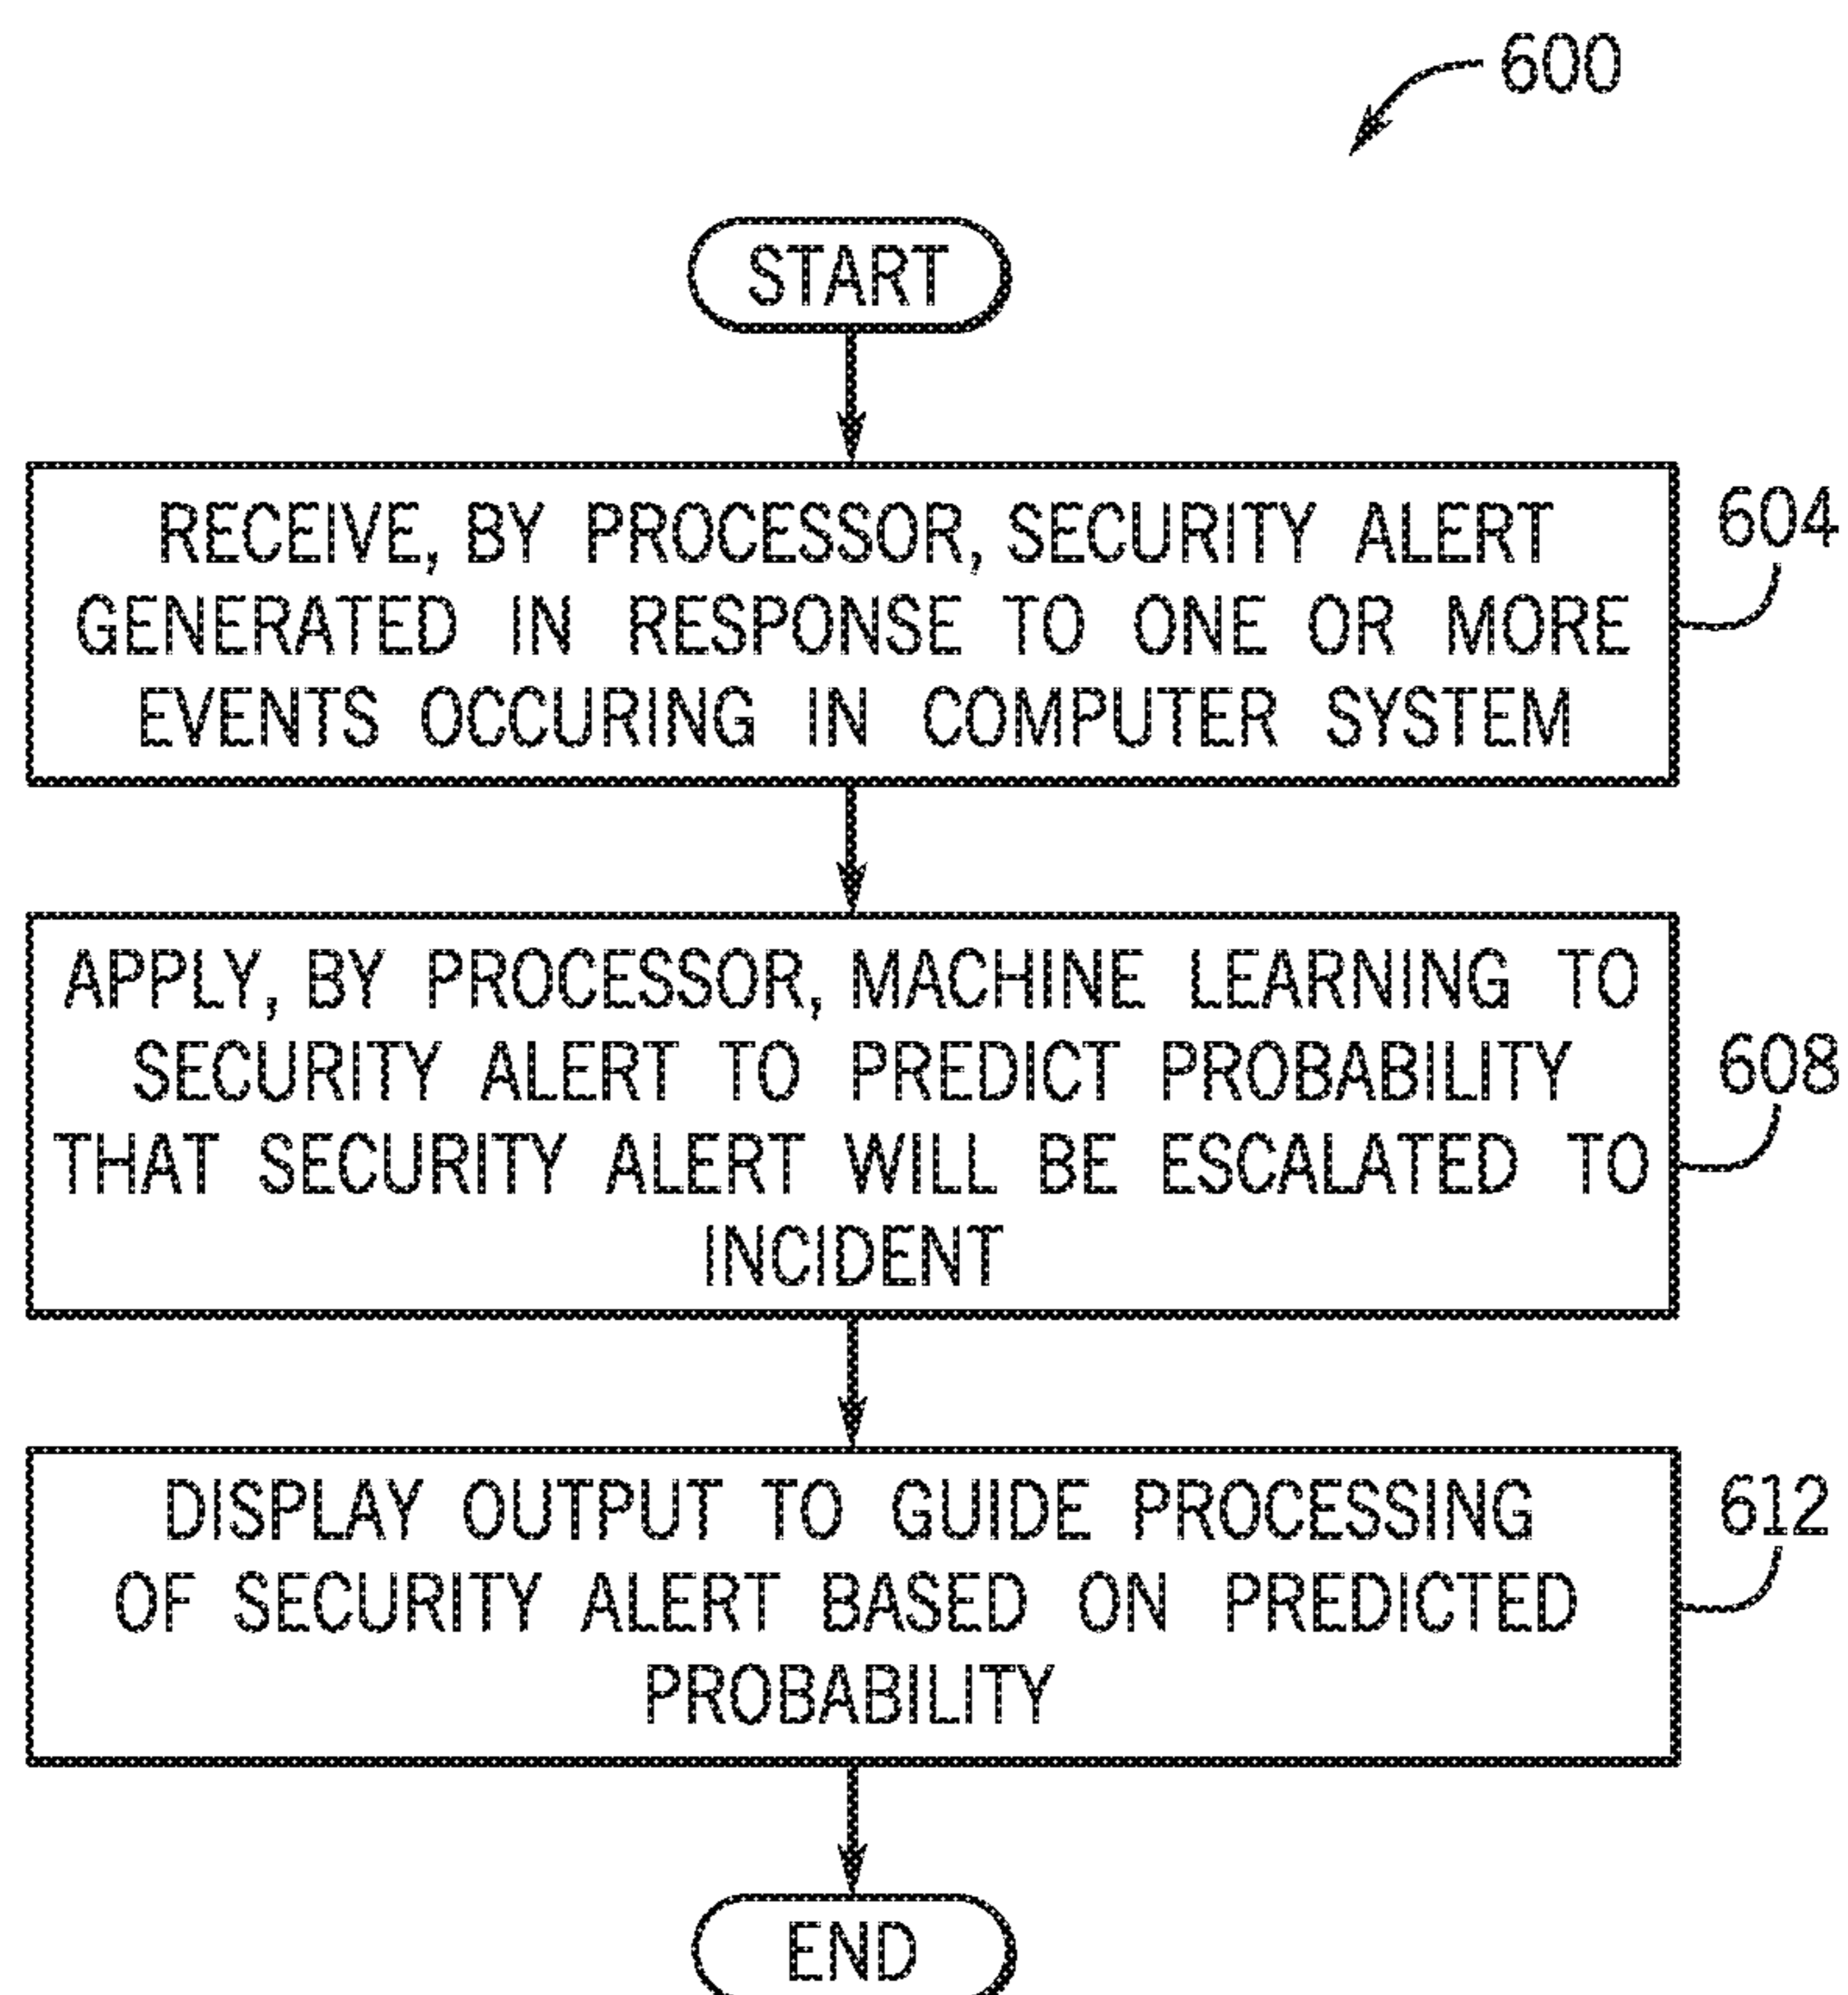 600
START
RECEIVE, BY PROCESSOR, SECURITY ALERT
GENERATED IN RESPONSE TO ONE OR MORE
EVENTS OCCURING IN COMPUTER SYSTEM
604
APPLY, BY PROCESSOR, MACHINE LEARNING TO
SECURITY ALERT TO PREDICT PROBABILITY
THAT SECURITY ALERT WILL BE ESCALATED TO
INCIDENT
608
DISPLAY OUTPUT TO GUIDE PROCESSING
OF SECURITY ALERT BASED ON PREDICTED
PROBABILITY
612
END